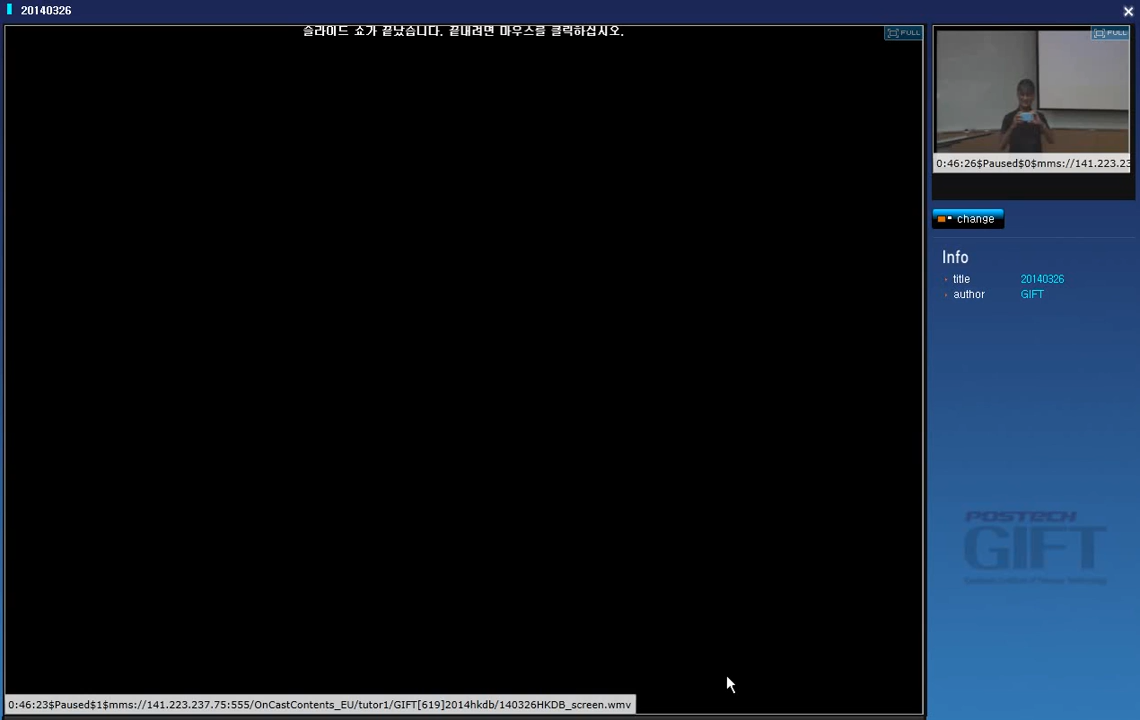 20140326
슬라이드 쇼가 끝났습니다. 끝내려면 마우스를 클릭하십시오.
FULL
FULL
0:46:26$Paused$0$mms://141.223.23
change
Info
title 20140326
author GIFT
POSTECH
GIFT
0:46:23$Paused$1$mms://141.223.237.75:555/OnCastContents_EU/tutor1/GIFT[619]2014hkdb/140326HKDB_screen.wmv